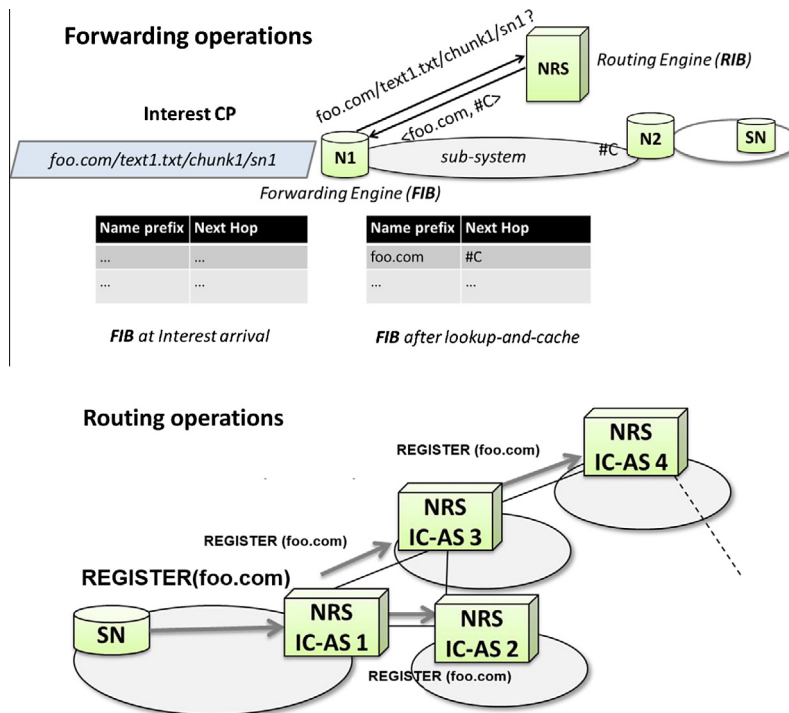 Forwarding operations
foo.com/text1.txt/chunk1/sn1?
NRS
Routing Engine (RIB)
<foo.com, #C>
Interest CP
foo.com/text1.txt/chunk1/sn1
N1
sub-system
#C
N2
SN
Forwarding Engine (FIB)
Name prefix Next Hop
... ...
... ...
Name prefix Next Hop
foo.com #C
... ...
FIB at Interest arrival
FIB after lookup-and-cache
Routing operations
REGISTER (foo.com)
NRS
IC-AS 4
REGISTER (foo.com)
NRS
IC-AS 3
REGISTER(foo.com)
SN
NRS
IC-AS 1
NRS
IC-AS 2
REGISTER (foo.com)